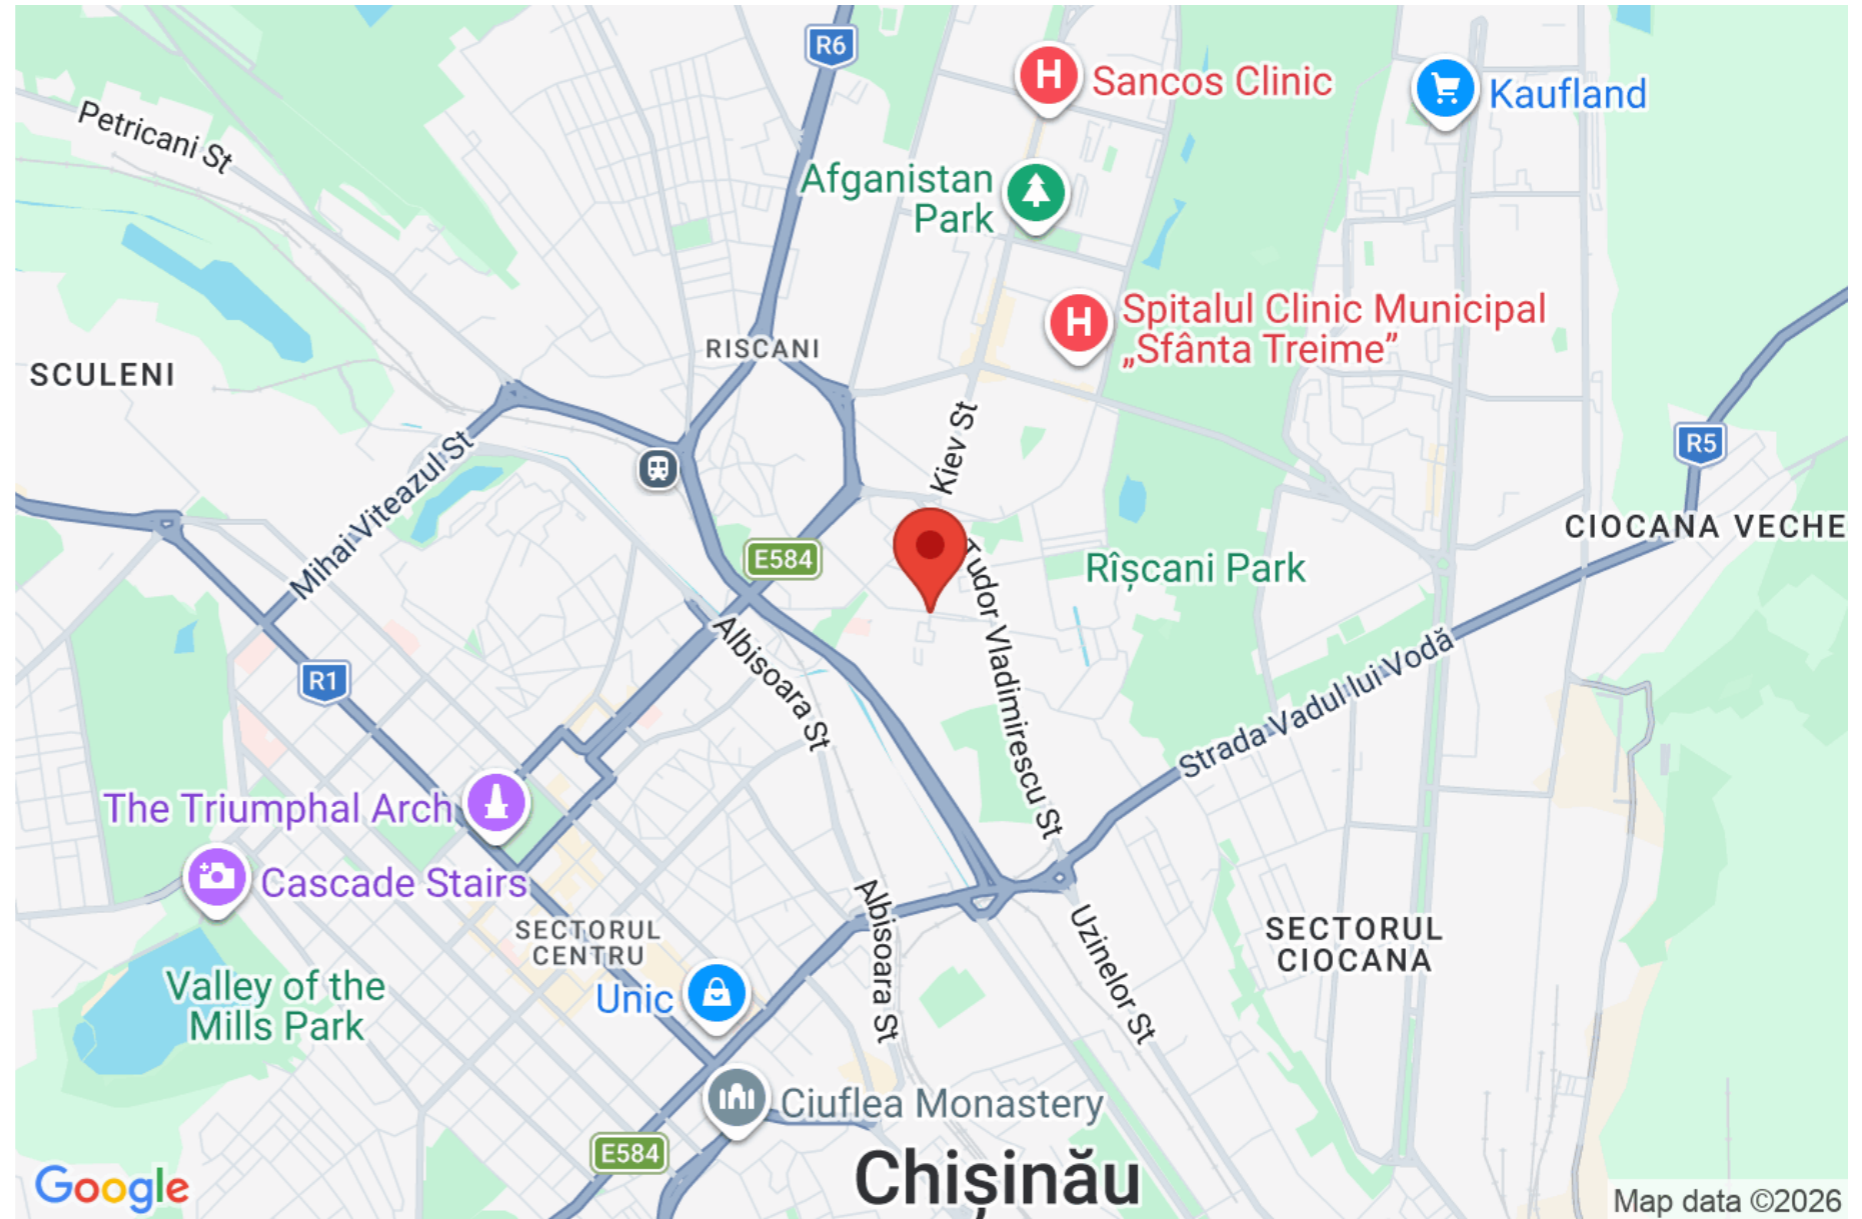 R6
Sancos Clinic
Kaufland
Petricani St
Afganistan
Park
Spitalul Clinic Municipal
„Sfânta Treime”
RISCANI
SCULENI
Kiev St
R5
Mihai Viteazul St
CIOCANA VECHE
E584
Tudor Vladimirescu St
Rîșcani Park
Albisoara St
R1
Strada Vadul lui Vodă
The Triumphal Arch
Cascade Stairs
Albisoara St
Uzinelor St
SECTORUL
CENTRU
SECTORUL
CIOCANA
Valley of the
Mills Park
Unic
Ciuflea Monastery
E584
Chișinău
Google
Map data ©2026